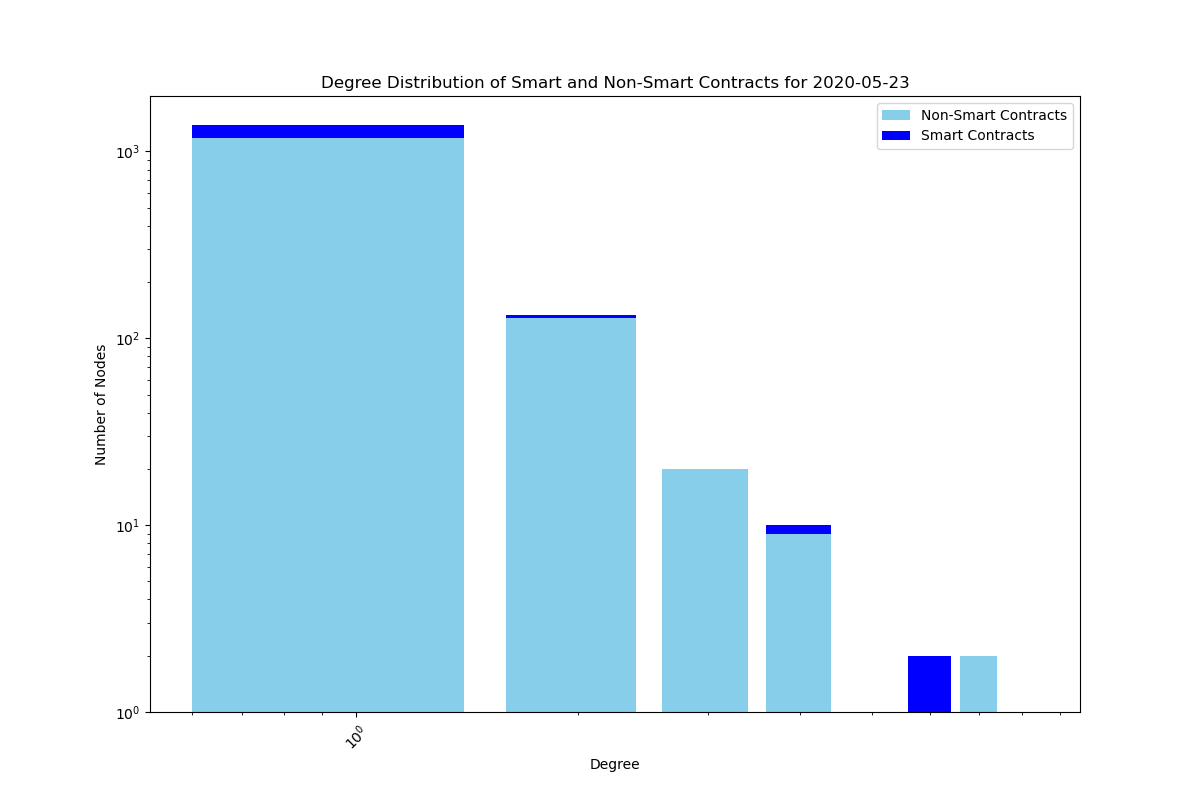 Degree Distribution of Smart and Non-Smart Contracts for 2020-05-23
Non-Smart Contracts
Smart Contracts
Number of Nodes
10³
10²
10¹
10⁰
10⁰
Degree